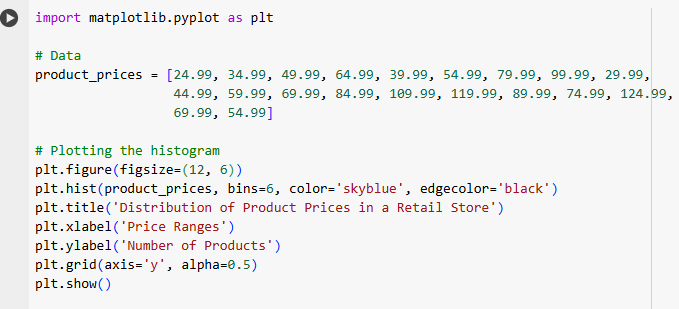 import matplotlib.pyplot as plt
# Data
product_prices = [24.99, 34.99, 49.99, 64.99, 39.99, 54.99, 79.99, 99.99, 29.99,
44.99, 59.99, 69.99, 84.99, 109.99, 119.99, 89.99, 74.99, 124.99,
69.99, 54.99]
# Plotting the histogram
plt.figure(figsize=(12, 6))
plt.hist(product_prices, bins=6, color='skyblue', edgecolor='black')
plt.title('Distribution of Product Prices in a Retail Store')
plt.xlabel('Price Ranges')
plt.ylabel('Number of Products')
plt.grid(axis='y', alpha=0.5)
plt.show()